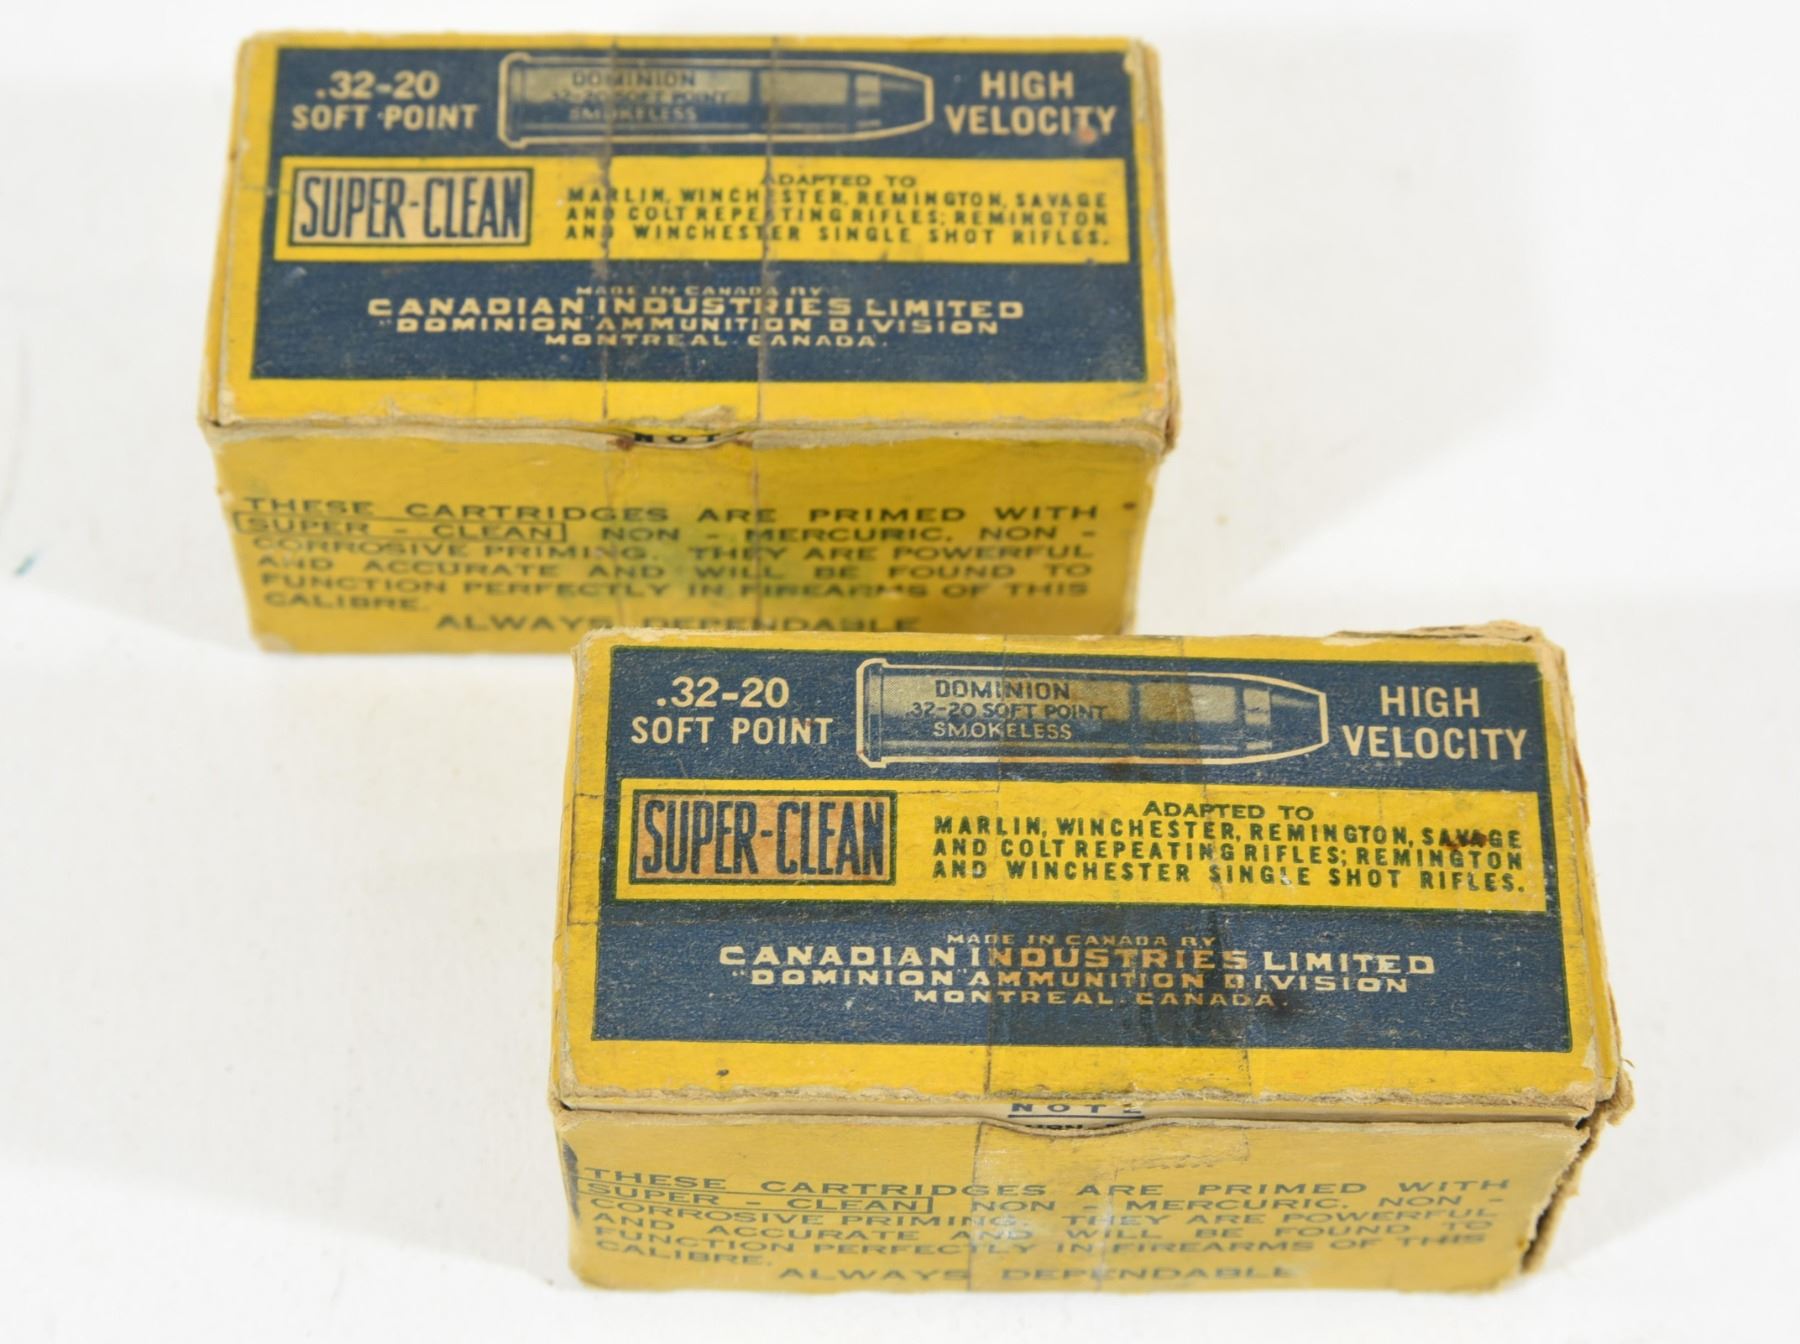 .32-20
SOFT POINT
DOMINION
.32-20 SOFT POINT
SMOKELESS
HIGH
VELOCITY
SUPER-CLEAN
ADAPTED TO
MARLIN, WINCHESTER, REMINGTON, SAVAGE
AND COLT REPEATING RIFLES; REMINGTON
AND WINCHESTER SINGLE SHOT RIFLES.
MADE IN CANADA BY
CANADIAN INDUSTRIES LIMITED
"DOMINION" AMMUNITION DIVISION
MONTREAL. CANADA.
THESE CARTRIDGES ARE PRIMED WITH
SUPER - CLEAN NON - MERCURIC, NON -
CORROSIVE PRIMING. THEY ARE POWERFUL
AND ACCURATE AND WILL BE FOUND TO
FUNCTION PERFECTLY IN FIREARMS OF THIS
CALIBRE.
ALWAYS DEPENDABLE
.32-20
SOFT POINT
DOMINION
.32-20 SOFT POINT
SMOKELESS
HIGH
VELOCITY
SUPER-CLEAN
ADAPTED TO
MARLIN, WINCHESTER, REMINGTON, SAVAGE
AND COLT REPEATING RIFLES; REMINGTON
AND WINCHESTER SINGLE SHOT RIFLES.
MADE IN CANADA BY
CANADIAN INDUSTRIES LIMITED
"DOMINION" AMMUNITION DIVISION
MONTREAL. CANADA.
NOTE
THESE CARTRIDGES ARE PRIMED WITH
SUPER - CLEAN NON - MERCURIC, NON -
CORROSIVE PRIMING. THEY ARE POWERFUL
AND ACCURATE AND WILL BE FOUND TO
FUNCTION PERFECTLY IN FIREARMS OF THIS
CALIBRE.
ALWAYS DEPENDABLE